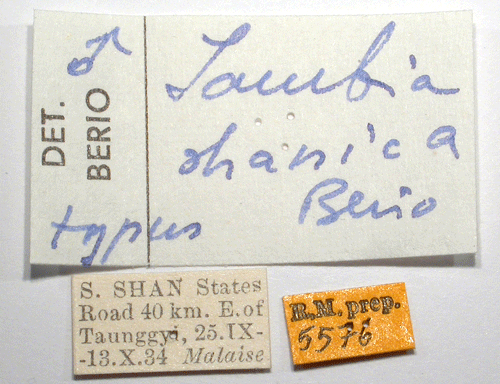 DET.
BERIO
♂
typus
Sambia
shanica
Berio
S. SHAN States
Road 40 km. E. of
Taunggyi, 25.IX-
-13.X.34 Malaise
R.M. prep.
5576